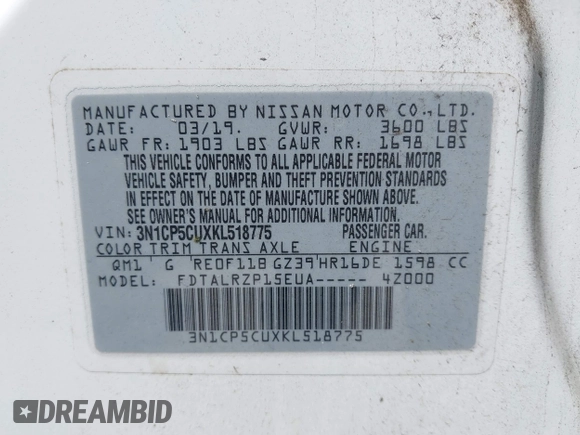 MANUFACTURED BY NISSAN MOTOR CO.,LTD.
DATE: 03/19. GVWR: 3600 LBS
GAWR FR: 1903 LBS GAWR RR: 1698 LBS
THIS VEHICLE CONFORMS TO ALL APPLICABLE FEDERAL MOTOR
VEHICLE SAFETY, BUMPER AND THEFT PREVENTION STANDARDS
IN EFFECT ON THE DATE OF MANUFACTURE SHOWN ABOVE.
SEE OWNER'S MANUAL FOR ADDITIONAL INFORMATION.
VIN: 3N1CP5CUXKL518775 PASSENGER CAR.
COLOR TRIM TRANS AXLE ENGINE
QM1 G RE0F11B GZ39 HR16DE 1598 CC
MODEL: FDTALRZP15EUA----- 4Z000
3N1CP5CUXKL518775
DREAMBID